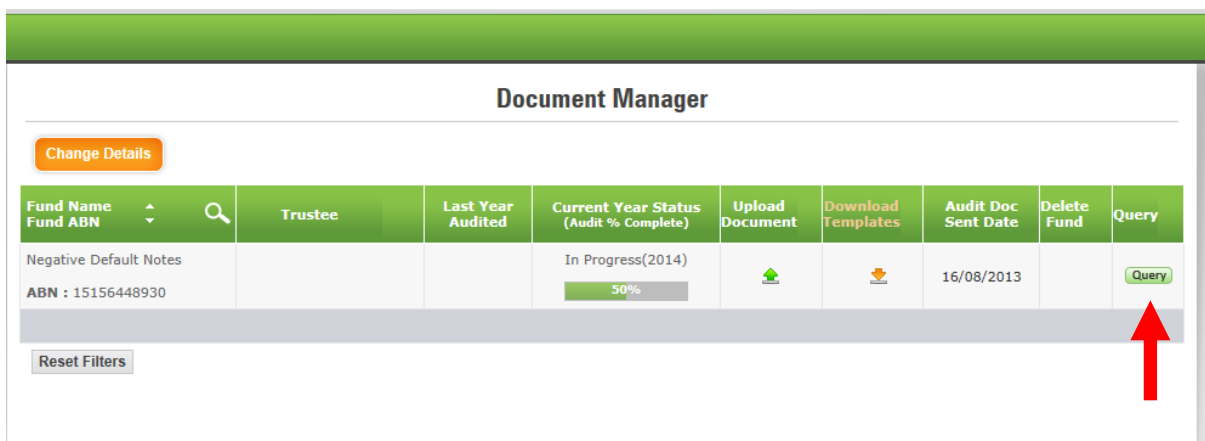 Document Manager
Change Details
Fund Name
Fund ABN
Trustee
Last Year
Audited
Current Year Status
(Audit % Complete)
Upload
Document
Download
Templates
Audit Doc
Sent Date
Delete
Fund
Query
Negative Default Notes
ABN : 15156448930
In Progress(2014)
50%
16/08/2013
Query
Reset Filters